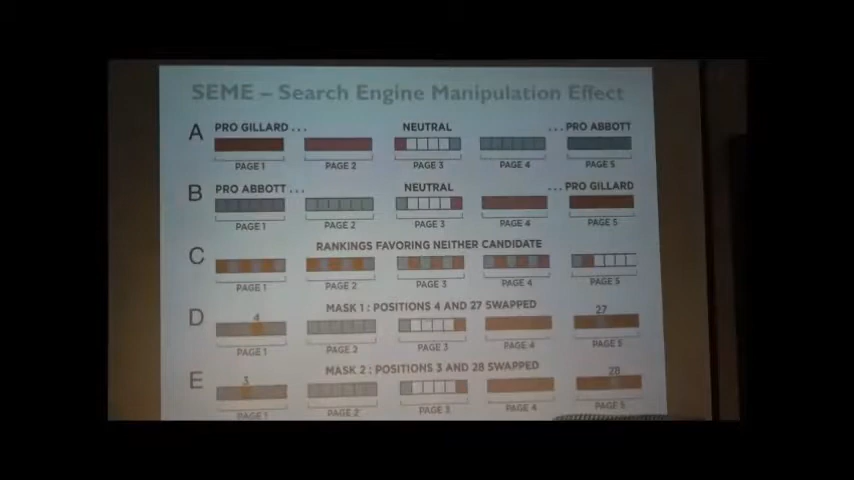 SEME – Search Engine Manipulation Effect
A PRO GILLARD... NEUTRAL ...PRO ABBOTT
PAGE 1 PAGE 2 PAGE 3 PAGE 4 PAGE 5
B PRO ABBOTT... NEUTRAL ...PRO GILLARD
PAGE 1 PAGE 2 PAGE 3 PAGE 4 PAGE 5
C RANKINGS FAVORING NEITHER CANDIDATE
PAGE 1 PAGE 2 PAGE 3 PAGE 4 PAGE 5
D MASK 1 : POSITIONS 4 AND 27 SWAPPED
4 27
PAGE 1 PAGE 2 PAGE 3 PAGE 4 PAGE 5
E MASK 2 : POSITIONS 3 AND 28 SWAPPED
3 28
PAGE 1 PAGE 2 PAGE 3 PAGE 4 PAGE 5